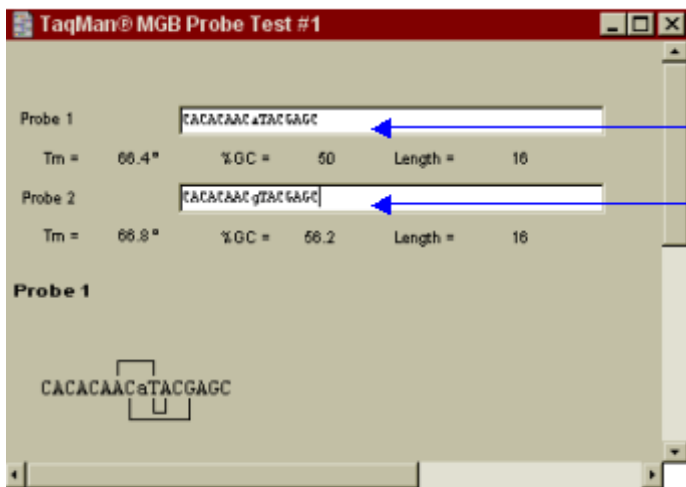 TaqMan® MGB Probe Test #1
Probe 1 CACACAACaTACGAGC
Tm = 66.4° %GC = 50 Length = 16
Probe 2 CACACAACgTACGAGC
Tm = 66.8° %GC = 56.2 Length = 16
Probe 1
CACACAACaTACGAGC